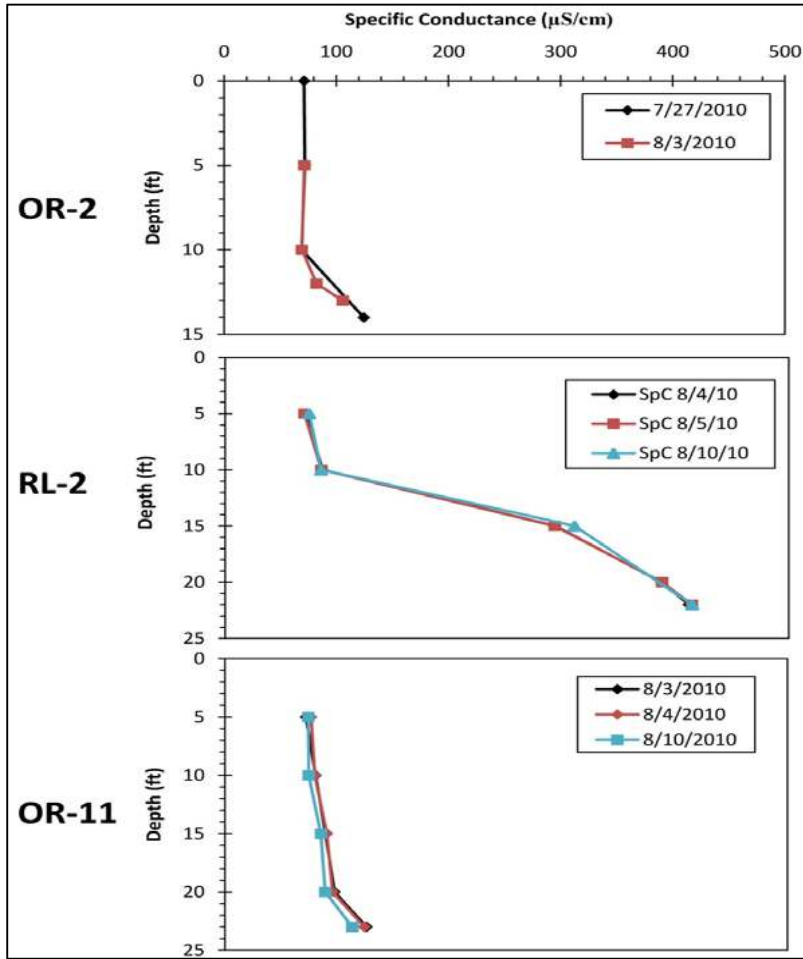 Specific Conductance (µS/cm)
0 100 200 300 400 500
OR-2
Depth (ft)
0
5
10
15
7/27/2010
8/3/2010
RL-2
Depth (ft)
0
5
10
15
20
25
SpC 8/4/10
SpC 8/5/10
SpC 8/10/10
OR-11
Depth (ft)
0
5
10
15
20
25
8/3/2010
8/4/2010
8/10/2010